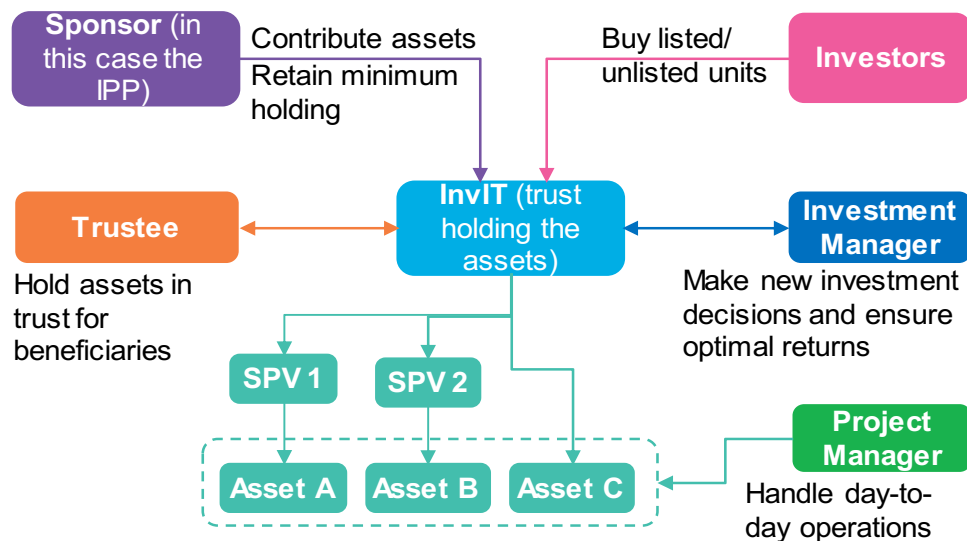 Sponsor (in
this case the
IPP)
Contribute assets
Retain minimum
holding
Buy listed/
unlisted units
Investors
Trustee
Hold assets in
trust for
beneficiaries
InvIT (trust
holding the
assets)
Investment
Manager
Make new investment
decisions and ensure
optimal returns
SPV 1
SPV 2
Asset A
Asset B
Asset C
Project
Manager
Handle day-to-
day operations